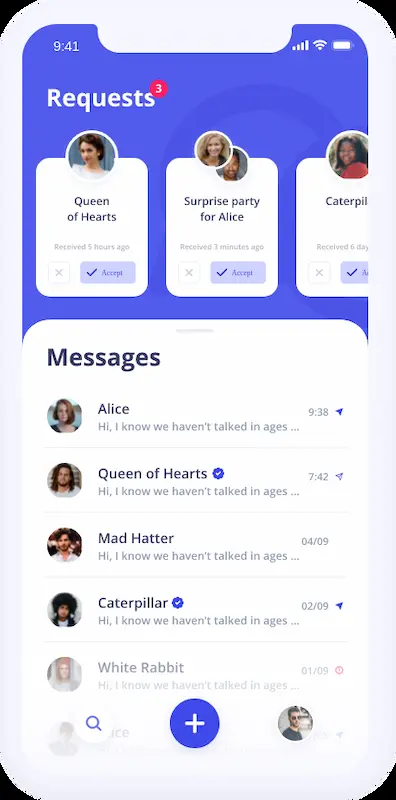 9:41
Requests
3
Queen
of Hearts
Received 5 hours ago
Accept
Surprise party
for Alice
Received 3 minutes ago
Accept
Caterpil
Received 6 day
Messages
Alice
9:38
Hi, I know we haven't talked in ages ...
Queen of Hearts
7:42
Hi, I know we haven't talked in ages ...
Mad Hatter
04/09
Hi, I know we haven't talked in ages ...
Caterpillar
02/09
Hi, I know we haven't talked in ages ...
White Rabbit
01/09
Hi, I know we haven't talked in ages ...